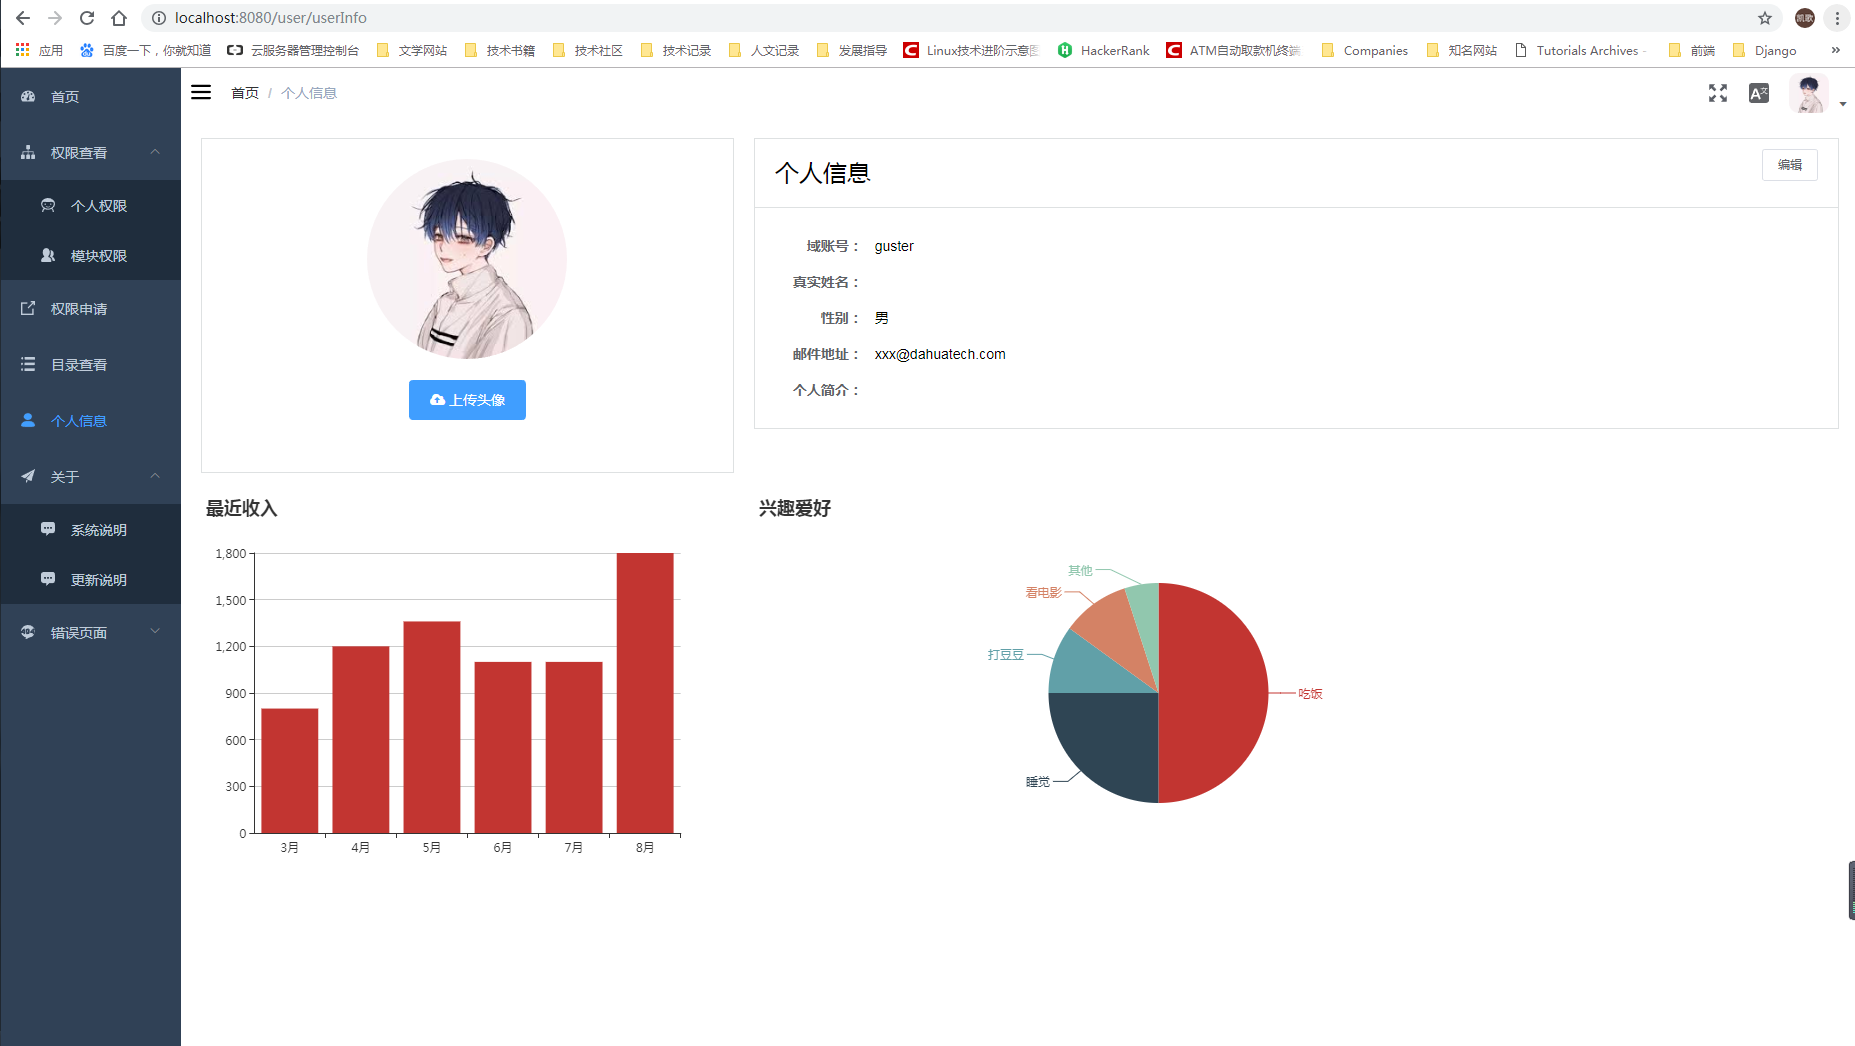 localhost:8080/user/userInfo
应用 百度一下，你就知道 云服务器管理控制台 文学网站 技术书籍 技术社区 技术记录 人文记录 发展指导 Linux技术进阶示意图 HackerRank ATM自动取款机终端 Companies 知名网站 Tutorials Archives - 前端 Django »
首页
权限查看
个人权限
模块权限
权限申请
目录查看
个人信息
关于
系统说明
更新说明
错误页面
首页 / 个人信息
上传头像
个人信息
编辑
域账号： guster
真实姓名：
性别： 男
邮件地址： xxx@dahuatech.com
个人简介：
最近收入
1,800
1,500
1,200
900
600
300
0
3月 4月 5月 6月 7月 8月
兴趣爱好
其他
看电影
打豆豆
吃饭
睡觉